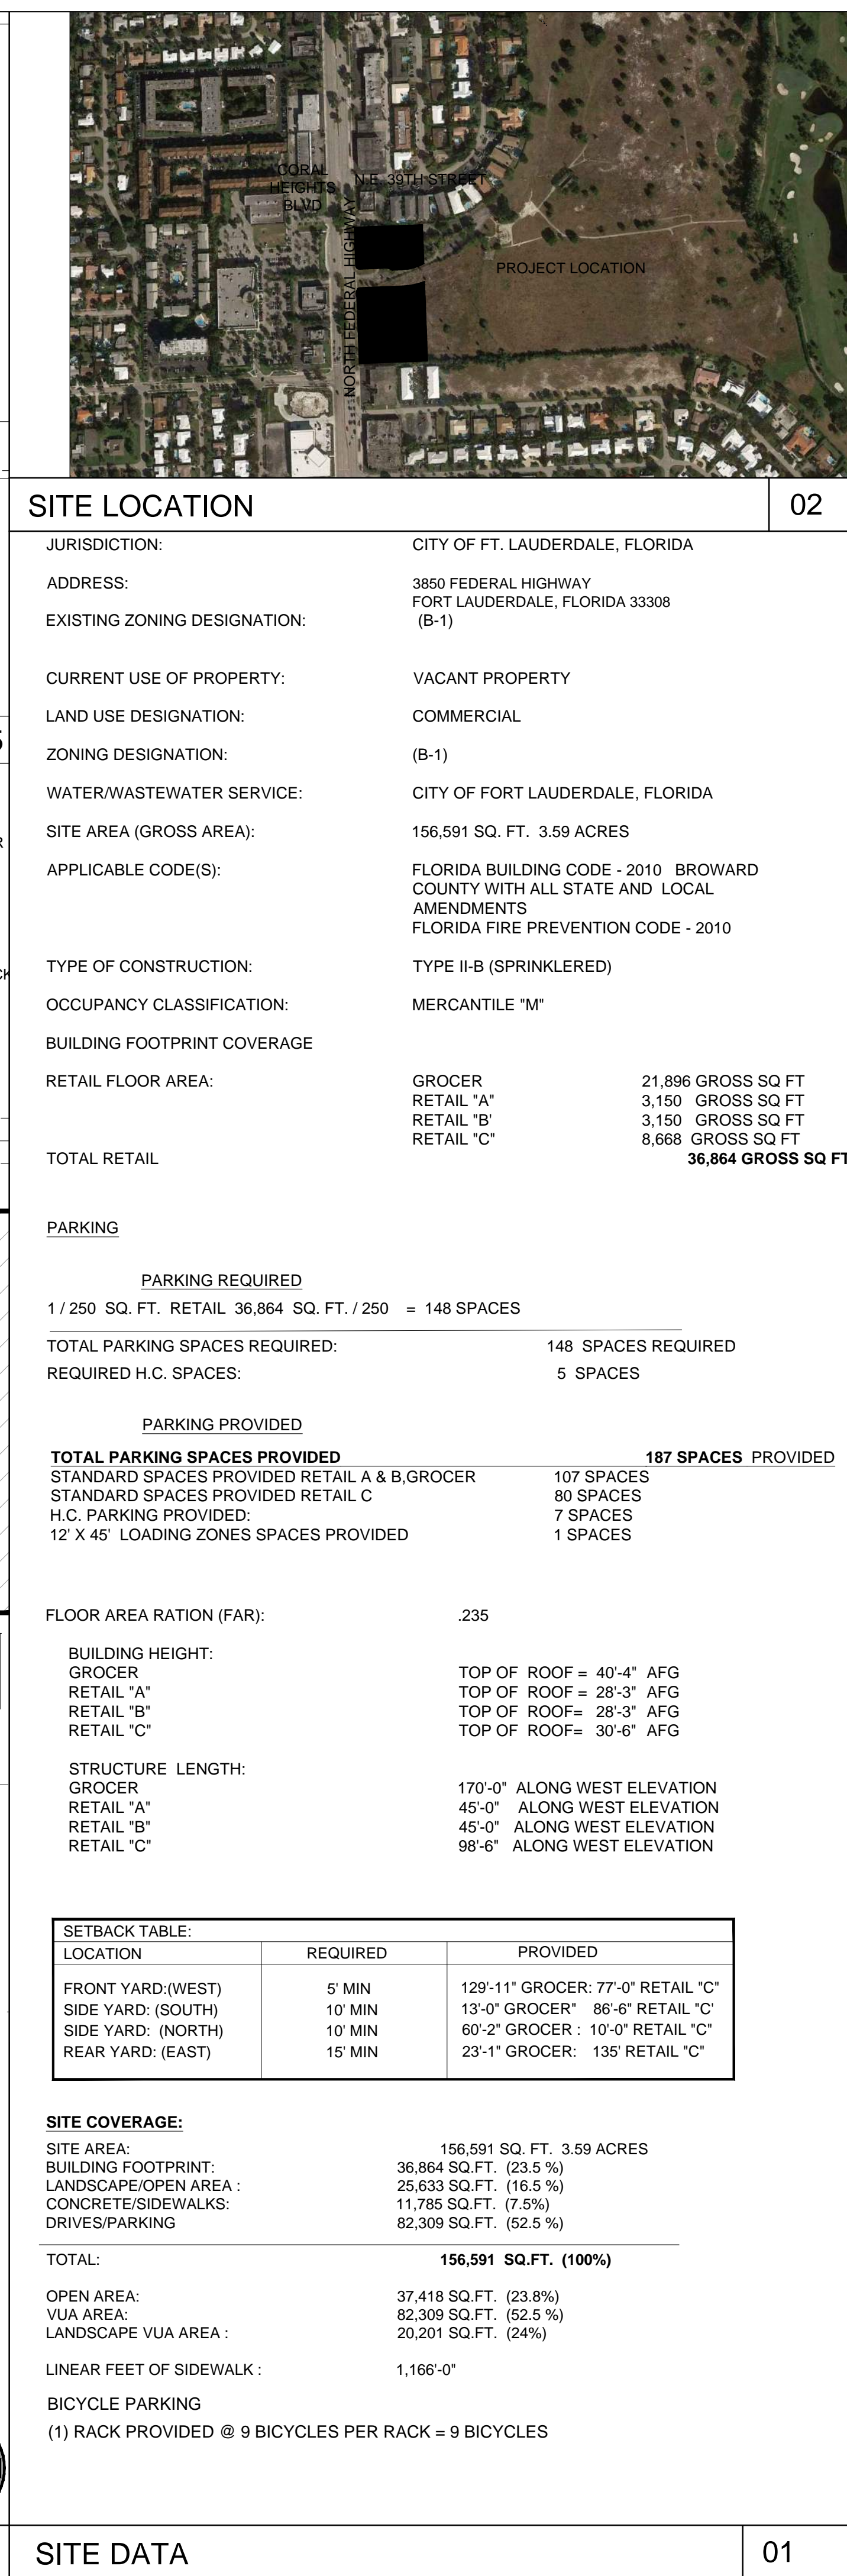 CORAL
HEIGHTS
BLVD
N.E. 39TH STREET
NORTH FEDERAL HIGHWAY
PROJECT LOCATION
SITE LOCATION 02
JURISDICTION: CITY OF FT. LAUDERDALE, FLORIDA
ADDRESS: 3850 FEDERAL HIGHWAY
FORT LAUDERDALE, FLORIDA 33308
EXISTING ZONING DESIGNATION: (B-1)
CURRENT USE OF PROPERTY: VACANT PROPERTY
LAND USE DESIGNATION: COMMERCIAL
ZONING DESIGNATION: (B-1)
WATER/WASTEWATER SERVICE: CITY OF FORT LAUDERDALE, FLORIDA
SITE AREA (GROSS AREA): 156,591 SQ. FT. 3.59 ACRES
APPLICABLE CODE(S): FLORIDA BUILDING CODE - 2010 BROWARD
COUNTY WITH ALL STATE AND LOCAL
AMENDMENTS
FLORIDA FIRE PREVENTION CODE - 2010
TYPE OF CONSTRUCTION: TYPE II-B (SPRINKLERED)
OCCUPANCY CLASSIFICATION: MERCANTILE "M"
BUILDING FOOTPRINT COVERAGE
RETAIL FLOOR AREA: GROCER 21,896 GROSS SQ FT
RETAIL "A" 3,150 GROSS SQ FT
RETAIL "B' 3,150 GROSS SQ FT
RETAIL "C" 8,668 GROSS SQ FT
TOTAL RETAIL 36,864 GROSS SQ FT
PARKING
PARKING REQUIRED
1 / 250 SQ. FT. RETAIL 36,864 SQ. FT. / 250 = 148 SPACES
TOTAL PARKING SPACES REQUIRED: 148 SPACES REQUIRED
REQUIRED H.C. SPACES: 5 SPACES
PARKING PROVIDED
TOTAL PARKING SPACES PROVIDED 187 SPACES PROVIDED
STANDARD SPACES PROVIDED RETAIL A & B,GROCER 107 SPACES
STANDARD SPACES PROVIDED RETAIL C 80 SPACES
H.C. PARKING PROVIDED: 7 SPACES
12' X 45' LOADING ZONES SPACES PROVIDED 1 SPACES
FLOOR AREA RATION (FAR): .235
BUILDING HEIGHT:
GROCER TOP OF ROOF = 40'-4" AFG
RETAIL "A" TOP OF ROOF = 28'-3" AFG
RETAIL "B" TOP OF ROOF= 28'-3" AFG
RETAIL "C" TOP OF ROOF= 30'-6" AFG
STRUCTURE LENGTH:
GROCER 170'-0" ALONG WEST ELEVATION
RETAIL "A" 45'-0" ALONG WEST ELEVATION
RETAIL "B" 45'-0" ALONG WEST ELEVATION
RETAIL "C" 98'-6" ALONG WEST ELEVATION
SETBACK TABLE:
LOCATION REQUIRED PROVIDED
FRONT YARD:(WEST) 5' MIN 129'-11" GROCER: 77'-0" RETAIL "C"
SIDE YARD: (SOUTH) 10' MIN 13'-0" GROCER" 86'-6" RETAIL "C'
SIDE YARD: (NORTH) 10' MIN 60'-2" GROCER : 10'-0" RETAIL "C"
REAR YARD: (EAST) 15' MIN 23'-1" GROCER: 135' RETAIL "C"
SITE COVERAGE:
SITE AREA: 156,591 SQ. FT. 3.59 ACRES
BUILDING FOOTPRINT: 36,864 SQ.FT. (23.5 %)
LANDSCAPE/OPEN AREA : 25,633 SQ.FT. (16.5 %)
CONCRETE/SIDEWALKS: 11,785 SQ.FT. (7.5%)
DRIVES/PARKING 82,309 SQ.FT. (52.5 %)
TOTAL: 156,591 SQ.FT. (100%)
OPEN AREA: 37,418 SQ.FT. (23.8%)
VUA AREA: 82,309 SQ.FT. (52.5 %)
LANDSCAPE VUA AREA : 20,201 SQ.FT. (24%)
LINEAR FEET OF SIDEWALK : 1,166'-0"
BICYCLE PARKING
(1) RACK PROVIDED @ 9 BICYCLES PER RACK = 9 BICYCLES
SITE DATA 01